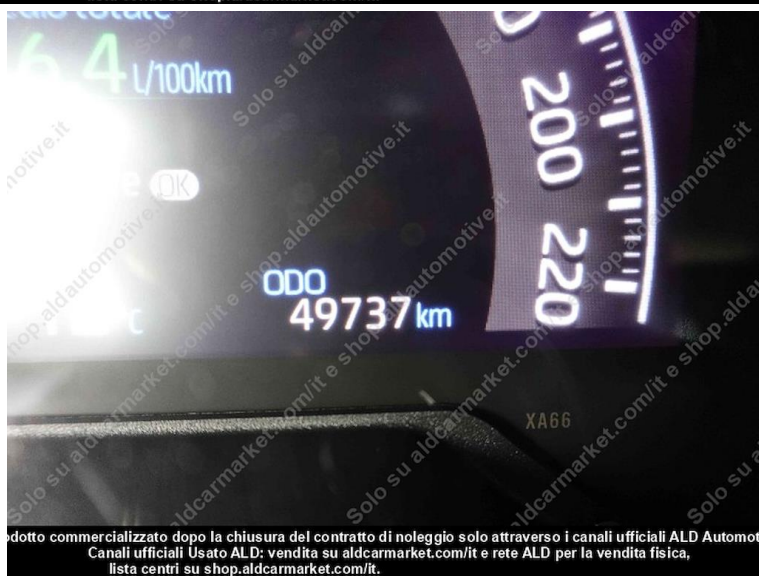 6.4 L/100km
OK
200
220
ODO
49737 km
XA66
Solo su aldcarmarket.com/it e shop.aldautomotive.it
commercializzato dopo la chiusura del contratto di noleggio solo attraverso i canali ufficiali ALD
Canali ufficiali Usato ALD: vendita su aldcarmarket.com/it e rete ALD per la vendita fisica,
lista centri su shop.aldcarmarket.com/it.